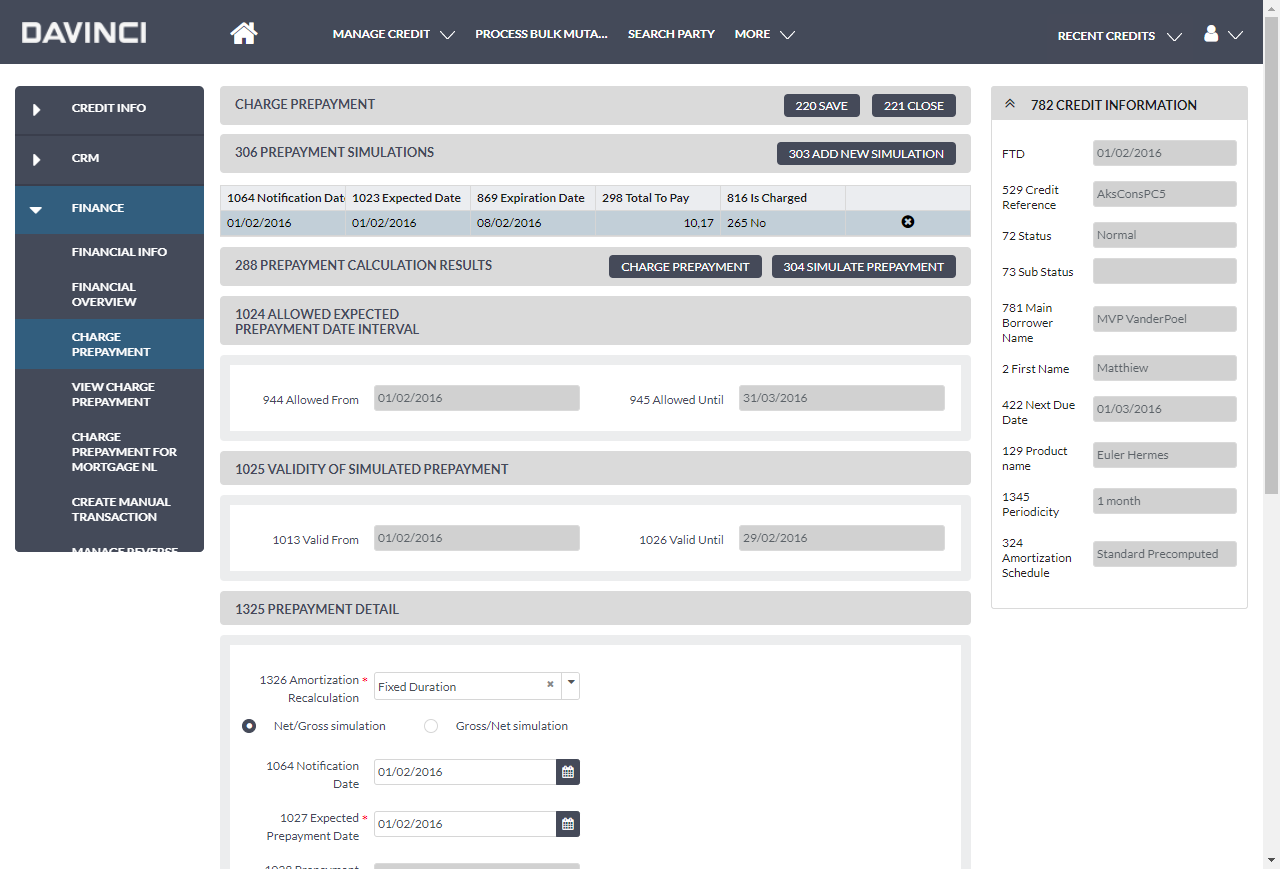 DAVINCI
MANAGE CREDIT
PROCESS BULK MUTA...
SEARCH PARTY
MORE
RECENT CREDITS
CREDIT INFO
CRM
FINANCE
FINANCIAL INFO
FINANCIAL
OVERVIEW
CHARGE
PREPAYMENT
VIEW CHARGE
PREPAYMENT
CHARGE
PREPAYMENT FOR
MORTGAGE NL
CREATE MANUAL
TRANSACTION
MANAGE REVERSE
CHARGE PREPAYMENT
220 SAVE
221 CLOSE
306 PREPAYMENT SIMULATIONS
303 ADD NEW SIMULATION
1064 Notification Date 1023 Expected Date 869 Expiration Date 298 Total To Pay 816 Is Charged
01/02/2016 01/02/2016 08/02/2016 10,17 265 No
288 PREPAYMENT CALCULATION RESULTS
CHARGE PREPAYMENT
304 SIMULATE PREPAYMENT
1024 ALLOWED EXPECTED
PREPAYMENT DATE INTERVAL
944 Allowed From 01/02/2016 945 Allowed Until 31/03/2016
1025 VALIDITY OF SIMULATED PREPAYMENT
1013 Valid From 01/02/2016 1026 Valid Until 29/02/2016
1325 PREPAYMENT DETAIL
1326 Amortization *
Recalculation
Fixed Duration
Net/Gross simulation Gross/Net simulation
1064 Notification
Date
01/02/2016
1027 Expected *
Prepayment Date
01/02/2016
1028 Prepayment
782 CREDIT INFORMATION
FTD
01/02/2016
529 Credit
Reference
AksConsPC5
72 Status
Normal
73 Sub Status
781 Main
Borrower
Name
MVP VanderPoel
2 First Name
Matthiew
422 Next Due
Date
01/03/2016
129 Product
name
Euler Hermes
1345
Periodicity
1 month
324
Amortization
Schedule
Standard Precomputed